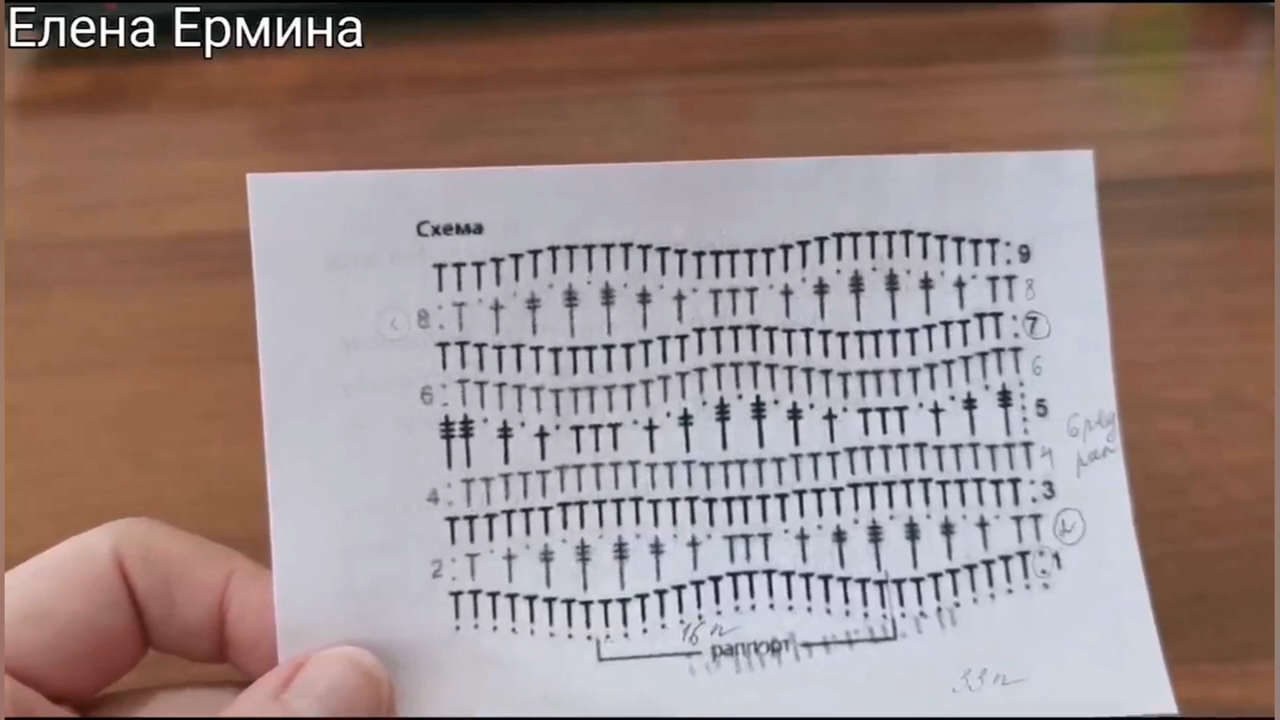 Елена Ермина
Схема
9
8
8
7
6
6
5
6 ряд
рап
4
4
3
2
2
1
16 п
раппорт
33 п